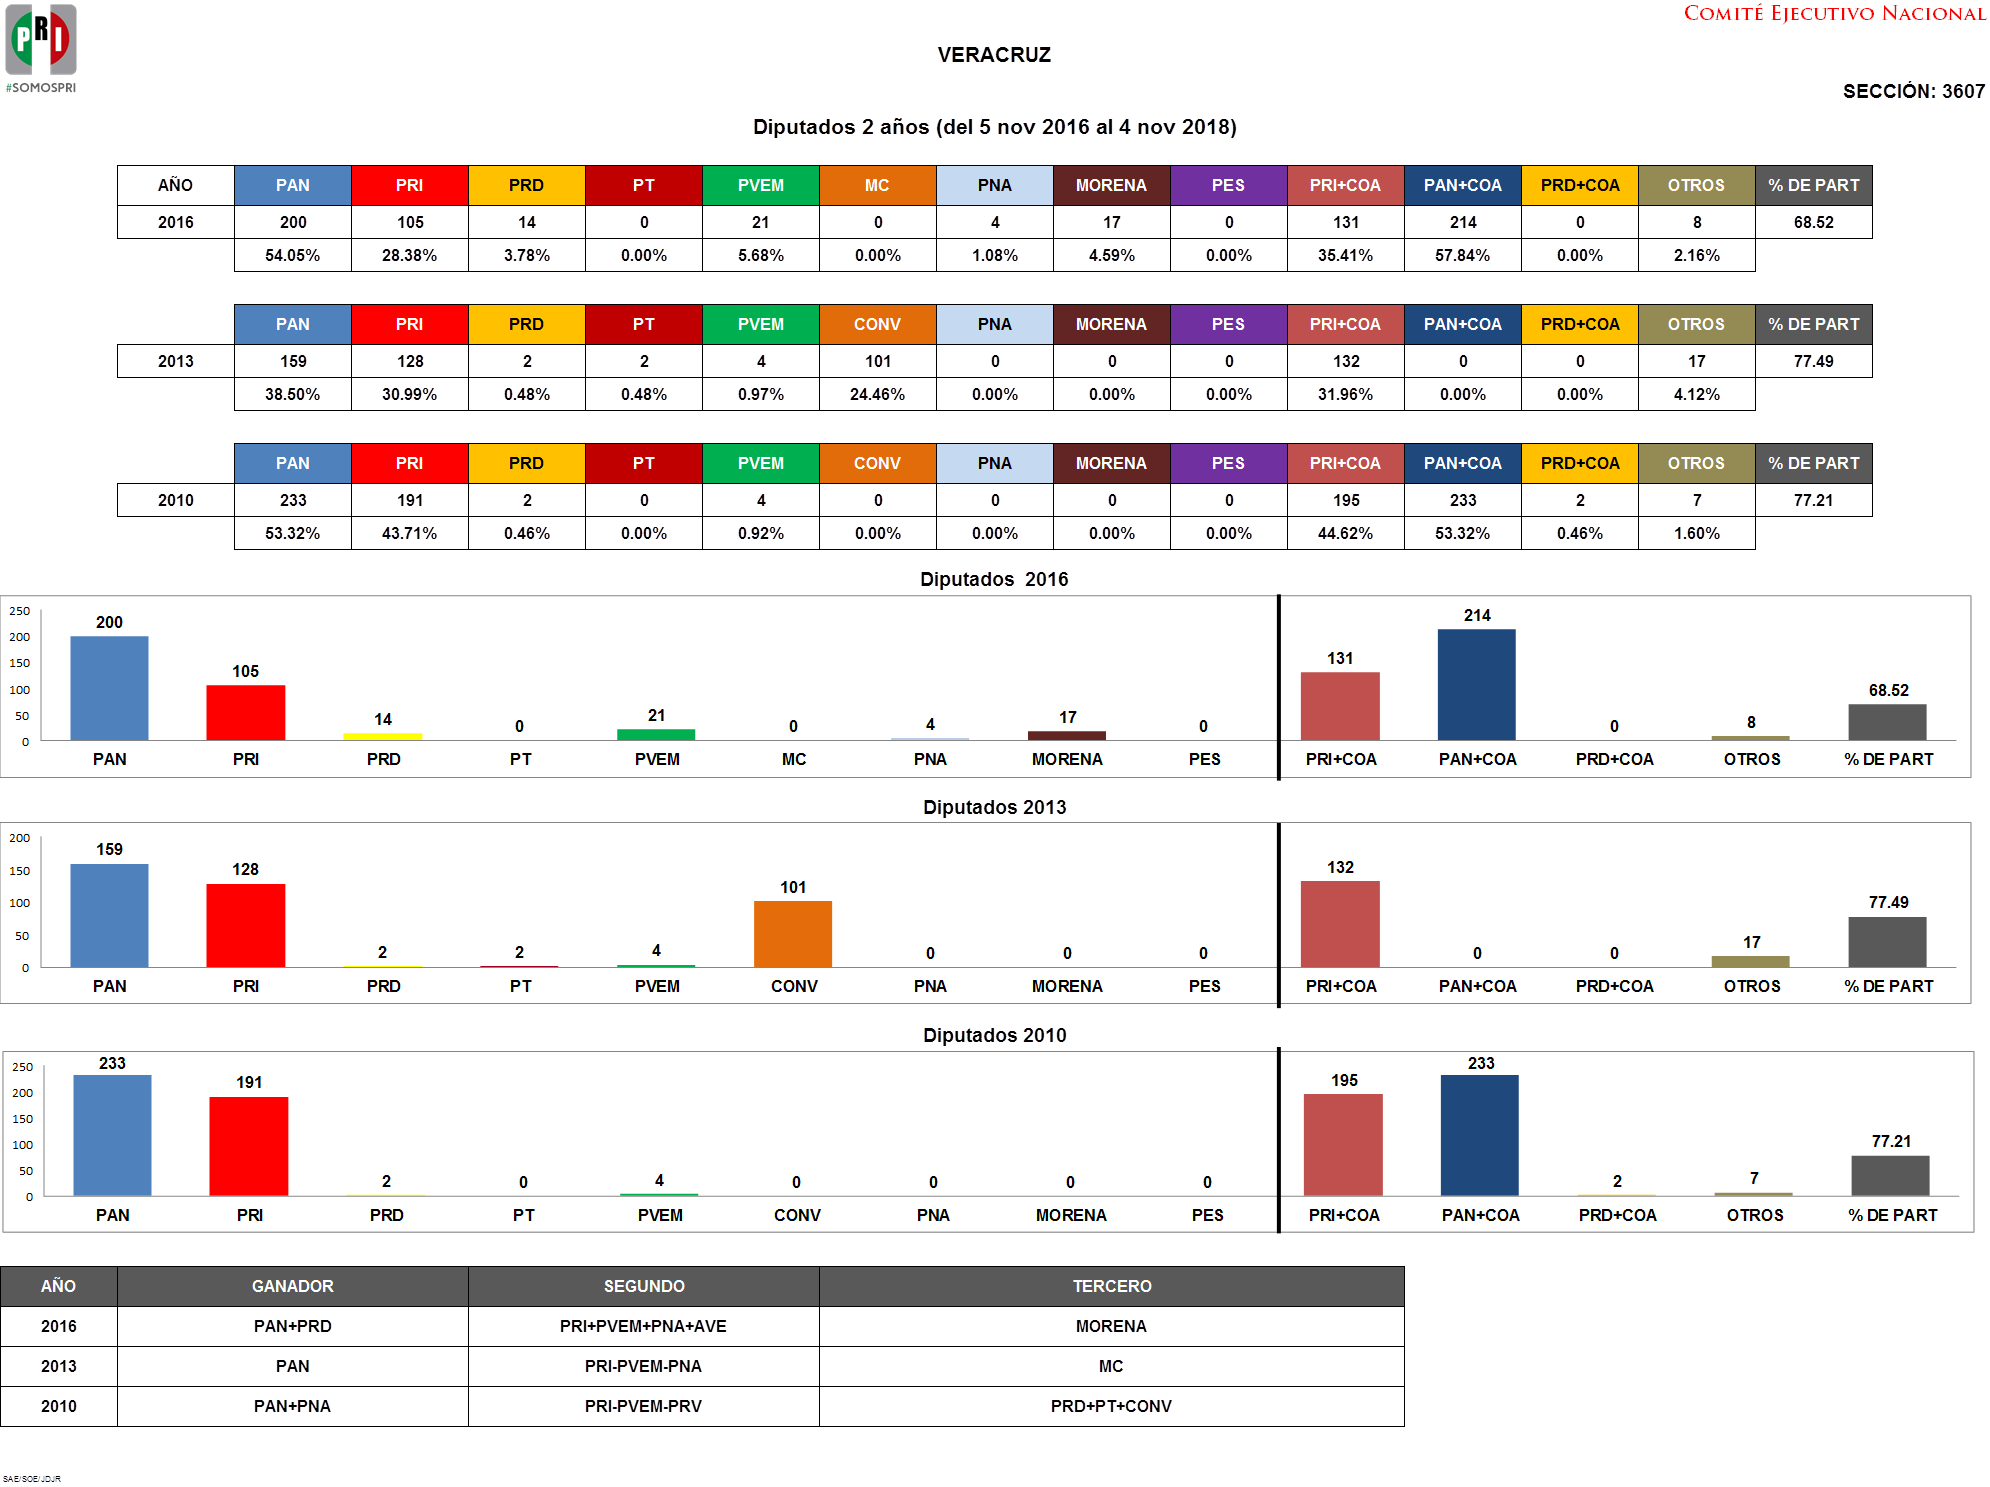 PRI
#SOMOSPRI
COMITÉ EJECUTIVO NACIONAL
VERACRUZ
SECCIÓN: 3607
Diputados 2 años (del 5 nov 2016 al 4 nov 2018)
AÑO PAN PRI PRD PT PVEM MC PNA MORENA PES PRI+COA PAN+COA PRD+COA OTROS % DE PART
2016 200 105 14 0 21 0 4 17 0 131 214 0 8 68.52
54.05% 28.38% 3.78% 0.00% 5.68% 0.00% 1.08% 4.59% 0.00% 35.41% 57.84% 0.00% 2.16%
PAN PRI PRD PT PVEM CONV PNA MORENA PES PRI+COA PAN+COA PRD+COA OTROS % DE PART
2013 159 128 2 2 4 101 0 0 0 132 0 0 17 77.49
38.50% 30.99% 0.48% 0.48% 0.97% 24.46% 0.00% 0.00% 0.00% 31.96% 0.00% 0.00% 4.12%
PAN PRI PRD PT PVEM CONV PNA MORENA PES PRI+COA PAN+COA PRD+COA OTROS % DE PART
2010 233 191 2 0 4 0 0 0 0 195 233 2 7 77.21
53.32% 43.71% 0.46% 0.00% 0.92% 0.00% 0.00% 0.00% 0.00% 44.62% 53.32% 0.46% 1.60%
Diputados 2016
250
200
150
100
50
0
200 105 14 0 21 0 4 17 0 131 214 0 8 68.52
PAN PRI PRD PT PVEM MC PNA MORENA PES PRI+COA PAN+COA PRD+COA OTROS % DE PART
Diputados 2013
200
150
100
50
0
159 128 2 2 4 101 0 0 0 132 0 0 17 77.49
PAN PRI PRD PT PVEM CONV PNA MORENA PES PRI+COA PAN+COA PRD+COA OTROS % DE PART
Diputados 2010
250
200
150
100
50
0
233 191 2 0 4 0 0 0 0 195 233 2 7 77.21
PAN PRI PRD PT PVEM CONV PNA MORENA PES PRI+COA PAN+COA PRD+COA OTROS % DE PART
AÑO GANADOR SEGUNDO TERCERO
2016 PAN+PRD PRI+PVEM+PNA+AVE MORENA
2013 PAN PRI-PVEM-PNA MC
2010 PAN+PNA PRI-PVEM-PRV PRD+PT+CONV
SAE/SOE/JDJR